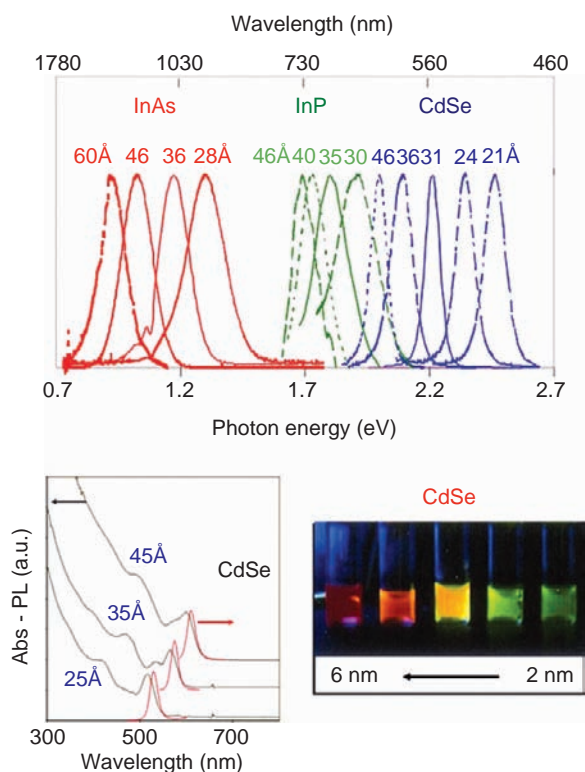 Wavelength (nm)
1780 1030 730 560 460
InAs InP CdSe
60Å 46 36 28Å 46Å 40 35 30 46 36 31 24 21Å
0.7 1.2 1.7 2.2 2.7
Photon energy (eV)
CdSe
Abs - PL (a.u.)
45Å
CdSe
35Å
25Å
300 500 700
Wavelength (nm)
6 nm 2 nm